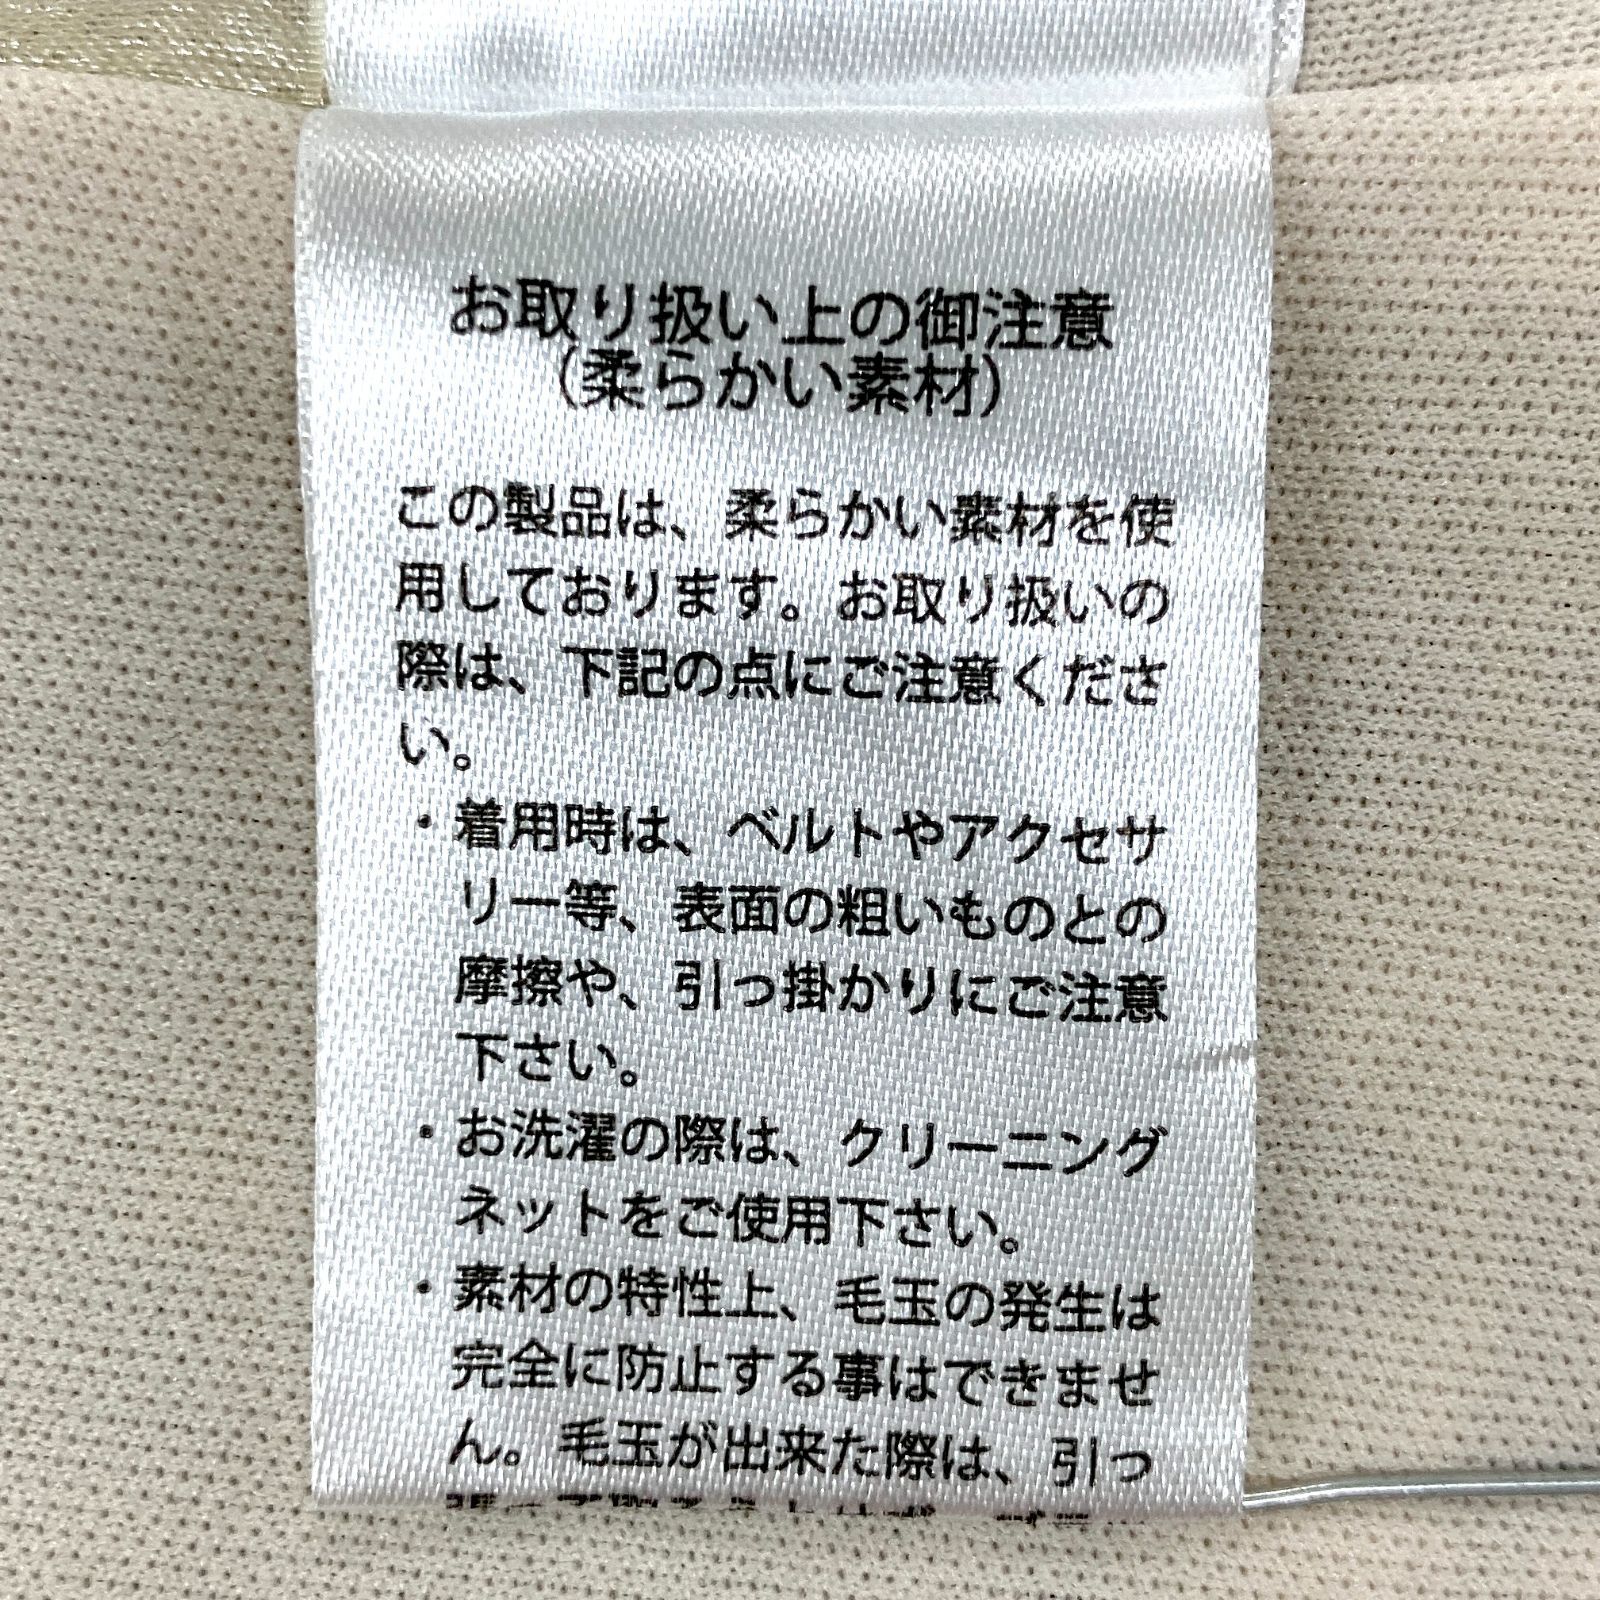 お取り扱い上の御注意
（柔らかい素材）
この製品は、柔らかい素材を使
用しております。お取り扱いの
際は、下記の点にご注意くださ
い。
・着用時は、ベルトやアクセサ
リー等、表面の粗いものとの
摩擦や、引っ掛かりにご注意
下さい。
・お洗濯の際は、クリーニング
ネットをご使用下さい。
・素材の特性上、毛玉の発生は
完全に防止する事はできませ
ん。毛玉が出来た際は、引っ